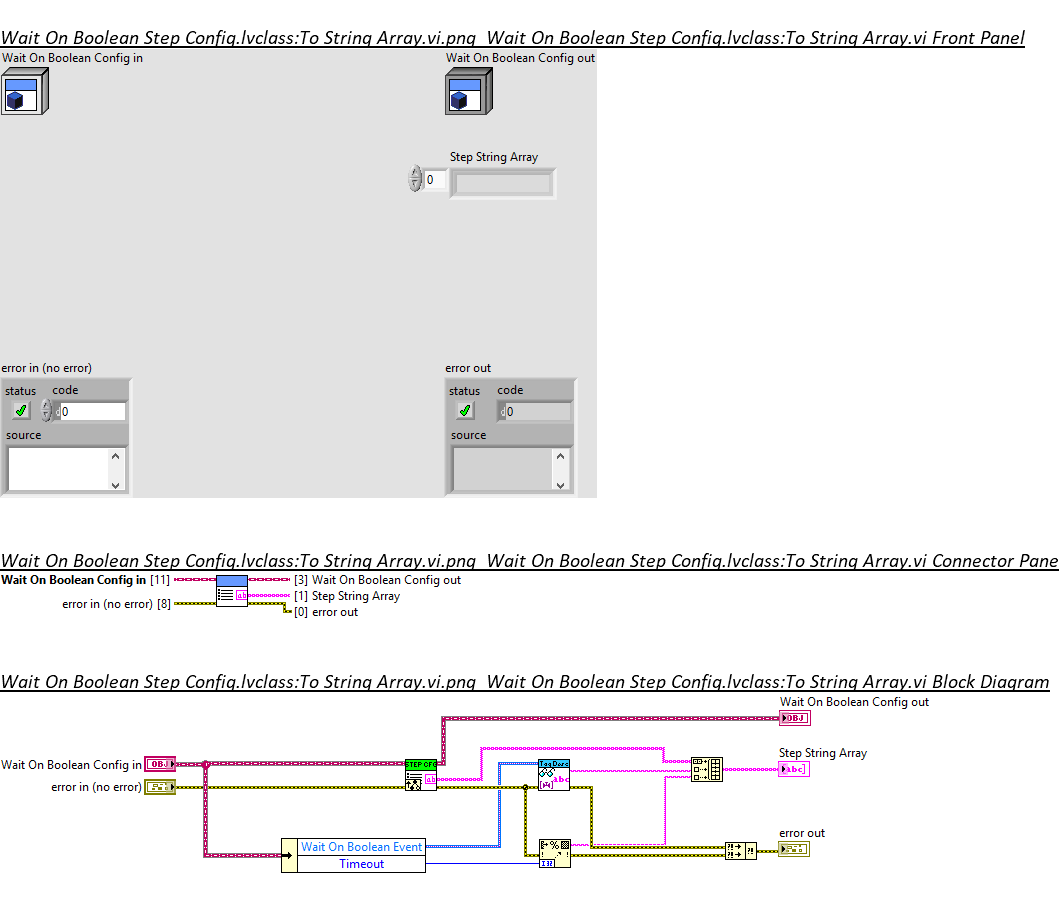 Wait On Boolean Step Config.lvclass:To String Array.vi.png Wait On Boolean Step Config.lvclass:To String Array.vi Front Panel
Wait On Boolean Config in
Wait On Boolean Config out
Step String Array
0
error in (no error)
error out
status code
status code
0
0
source
source
Wait On Boolean Step Config.lvclass:To String Array.vi.png Wait On Boolean Step Config.lvclass:To String Array.vi Connector Pane
Wait On Boolean Config in [11]
[3] Wait On Boolean Config out
[1] Step String Array
error in (no error) [8]
[0] error out
Wait On Boolean Step Config.lvclass:To String Array.vi.png Wait On Boolean Step Config.lvclass:To String Array.vi Block Diagram
Wait On Boolean Config out
OBJ
Step String Array
Wait On Boolean Config in
OBJ
STEP CFG
Tag Desc
abc
abc
error in (no error)
error out
Wait On Boolean Event
Timeout
I32